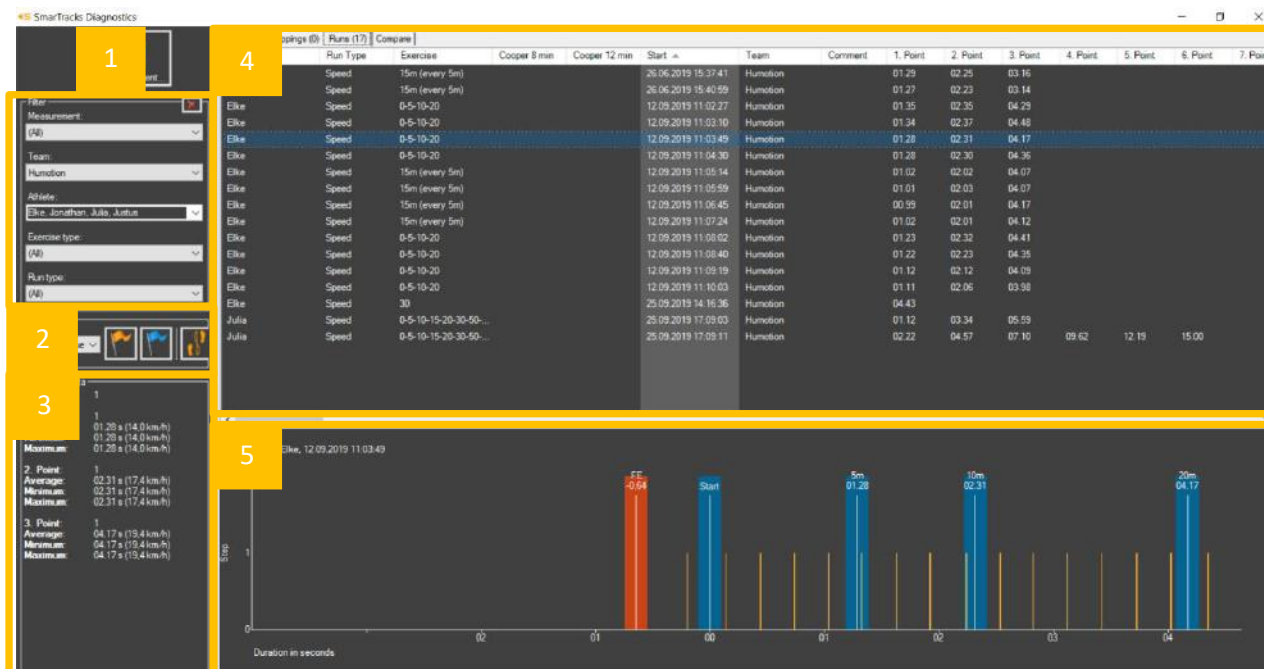 SmarTracks Diagnostics
1
ent
Filter
Measurement:
(All)
Team:
Humotion
Athlete:
Elke, Jonathan, Julia, Justus
Exercise type:
(All)
Run type:
(All)
2
e
3
a
1
1
01.28 s (14,0 km/h)
01.28 s (14,0 km/h)
Maximum: 01.28 s (14,0 km/h)
2. Point: 1
Average: 02.31 s (17,4 km/h)
Minimum: 02.31 s (17,4 km/h)
Maximum: 02.31 s (17,4 km/h)
3. Point: 1
Average: 04.17 s (19,4 km/h)
Minimum: 04.17 s (19,4 km/h)
Maximum: 04.17 s (19,4 km/h)
4
ppings (0) Runs (17) Compare
Run Type Exercise Cooper 8 min Cooper 12 min Start Team Comment 1. Point 2. Point 3. Point 4. Point 5. Point 6. Point 7. Poi
Speed 15m (every 5m) 26.06.2019 15:37:41 Humotion 01.29 02.25 03.16
Speed 15m (every 5m) 26.06.2019 15:40:59 Humotion 01.27 02.23 03.14
Elke Speed 0-5-10-20 12.09.2019 11:02:27 Humotion 01.35 02.35 04.29
Elke Speed 0-5-10-20 12.09.2019 11:03:10 Humotion 01.34 02.37 04.48
Elke Speed 0-5-10-20 12.09.2019 11:03:49 Humotion 01.28 02.31 04.17
Elke Speed 0-5-10-20 12.09.2019 11:04:30 Humotion 01.28 02.30 04.36
Elke Speed 15m (every 5m) 12.09.2019 11:05:14 Humotion 01.02 02.02 04.07
Elke Speed 15m (every 5m) 12.09.2019 11:05:59 Humotion 01.01 02.03 04.07
Elke Speed 15m (every 5m) 12.09.2019 11:06:45 Humotion 00.99 02.01 04.17
Elke Speed 15m (every 5m) 12.09.2019 11:07:24 Humotion 01.02 02.01 04.12
Elke Speed 0-5-10-20 12.09.2019 11:08:02 Humotion 01.23 02.32 04.41
Elke Speed 0-5-10-20 12.09.2019 11:08:40 Humotion 01.22 02.23 04.35
Elke Speed 0-5-10-20 12.09.2019 11:09:19 Humotion 01.12 02.12 04.09
Elke Speed 0-5-10-20 12.09.2019 11:10:03 Humotion 01.11 02.06 03.98
Elke Speed 30 25.09.2019 14:16:36 Humotion 04.43
Julia Speed 0-5-10-15-20-30-50-... 25.09.2019 17:09:03 Humotion 01.12 03.34 05.59
Julia Speed 0-5-10-15-20-30-50-... 25.09.2019 17:09:11 Humotion 02.22 04.57 07.10 09.62 12.19 15.00
5
Elke, 12.09.2019 11:03:49
FE
-0.64
Start
5m
01.28
10m
02.31
20m
04.17
Step
1
0
02 01 00 01 02 03 04
Duration in seconds